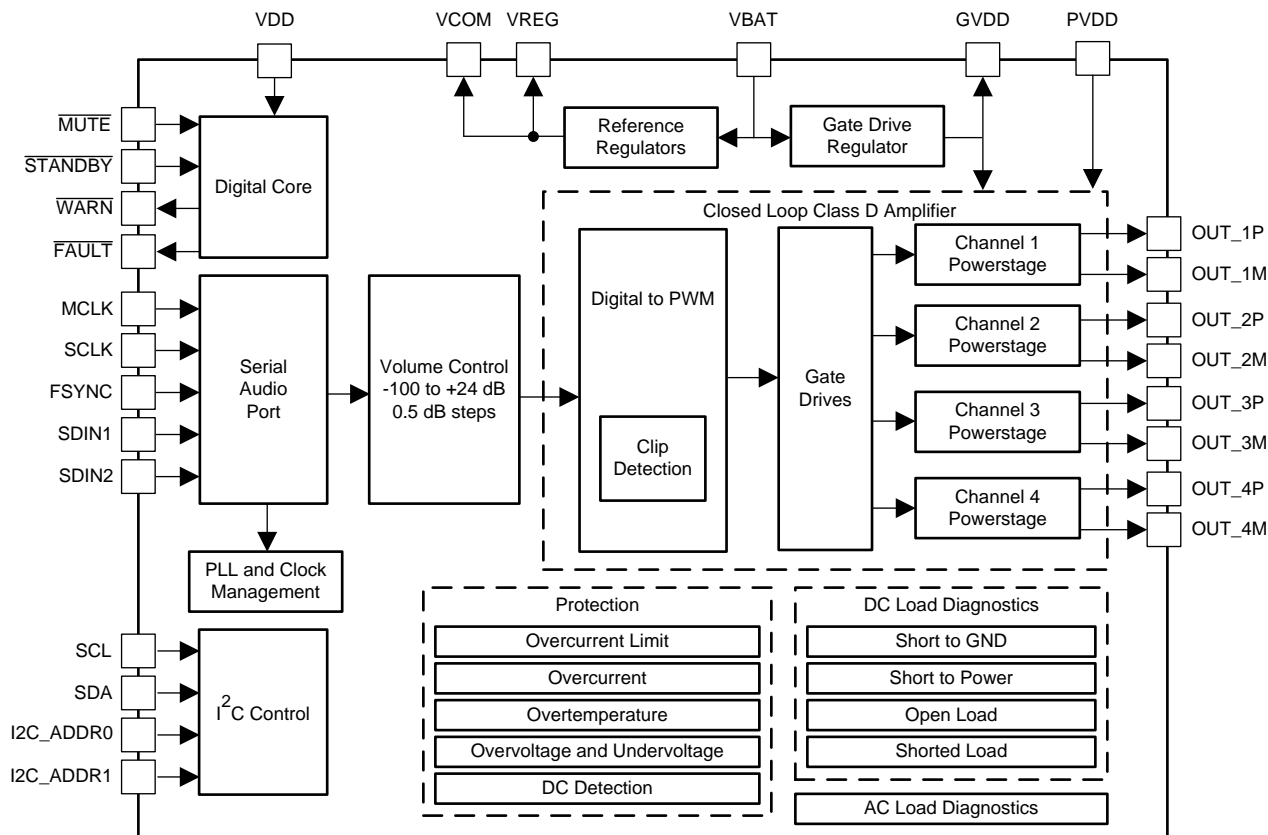 VDD
VCOM
VREG
VBAT
GVDD
PVDD
MUTE
STANDBY
WARN
FAULT
Digital Core
Reference
Regulators
Gate Drive
Regulator
MCLK
SCLK
FSYNC
SDIN1
SDIN2
Serial
Audio
Port
Volume Control
-100 to +24 dB
0.5 dB steps
Closed Loop Class D Amplifier
Digital to PWM
Clip
Detection
Gate
Drives
Channel 1
Powerstage
Channel 2
Powerstage
Channel 3
Powerstage
Channel 4
Powerstage
OUT_1P
OUT_1M
OUT_2P
OUT_2M
OUT_3P
OUT_3M
OUT_4P
OUT_4M
PLL and Clock
Management
SCL
SDA
I2C_ADDR0
I2C_ADDR1
I2C Control
Protection
Overcurrent Limit
Overcurrent
Overtemperature
Overvoltage and Undervoltage
DC Detection
DC Load Diagnostics
Short to GND
Short to Power
Open Load
Shorted Load
AC Load Diagnostics